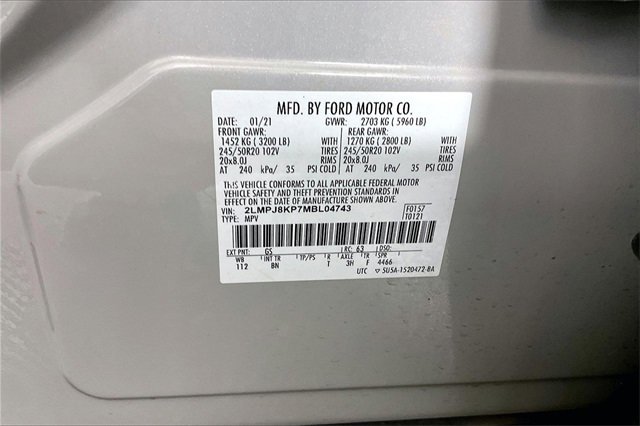 MFD. BY FORD MOTOR CO.
DATE: 01/21 GVWR: 2703 KG ( 5960 LB)
FRONT GAWR: REAR GAWR:
1452 KG ( 3200 LB) WITH 1270 KG ( 2800 LB) WITH
245/50R20 102V TIRES 245/50R20 102V TIRES
20x8.0J RIMS 20x8.0J RIMS
AT 240 kPa/ 35 PSI COLD AT 240 kPa/ 35 PSI COLD
THIS VEHICLE CONFORMS TO ALL APPLICABLE FEDERAL MOTOR
VEHICLE SAFETY AND THEFT PREVENTION STANDARDS IN
EFFECT ON THE DATE OF MANUFACTURE SHOWN ABOVE.
VIN: 2LMPJ8KP7MBL04743 F0157
TYPE: MPV T0121
EXT PNT: GS RC: 63 DSO:
WB INT TR TP/PS R AXLE TR SPR
112 BN T 3H F 4466
UTC 5U5A-1520472-BA